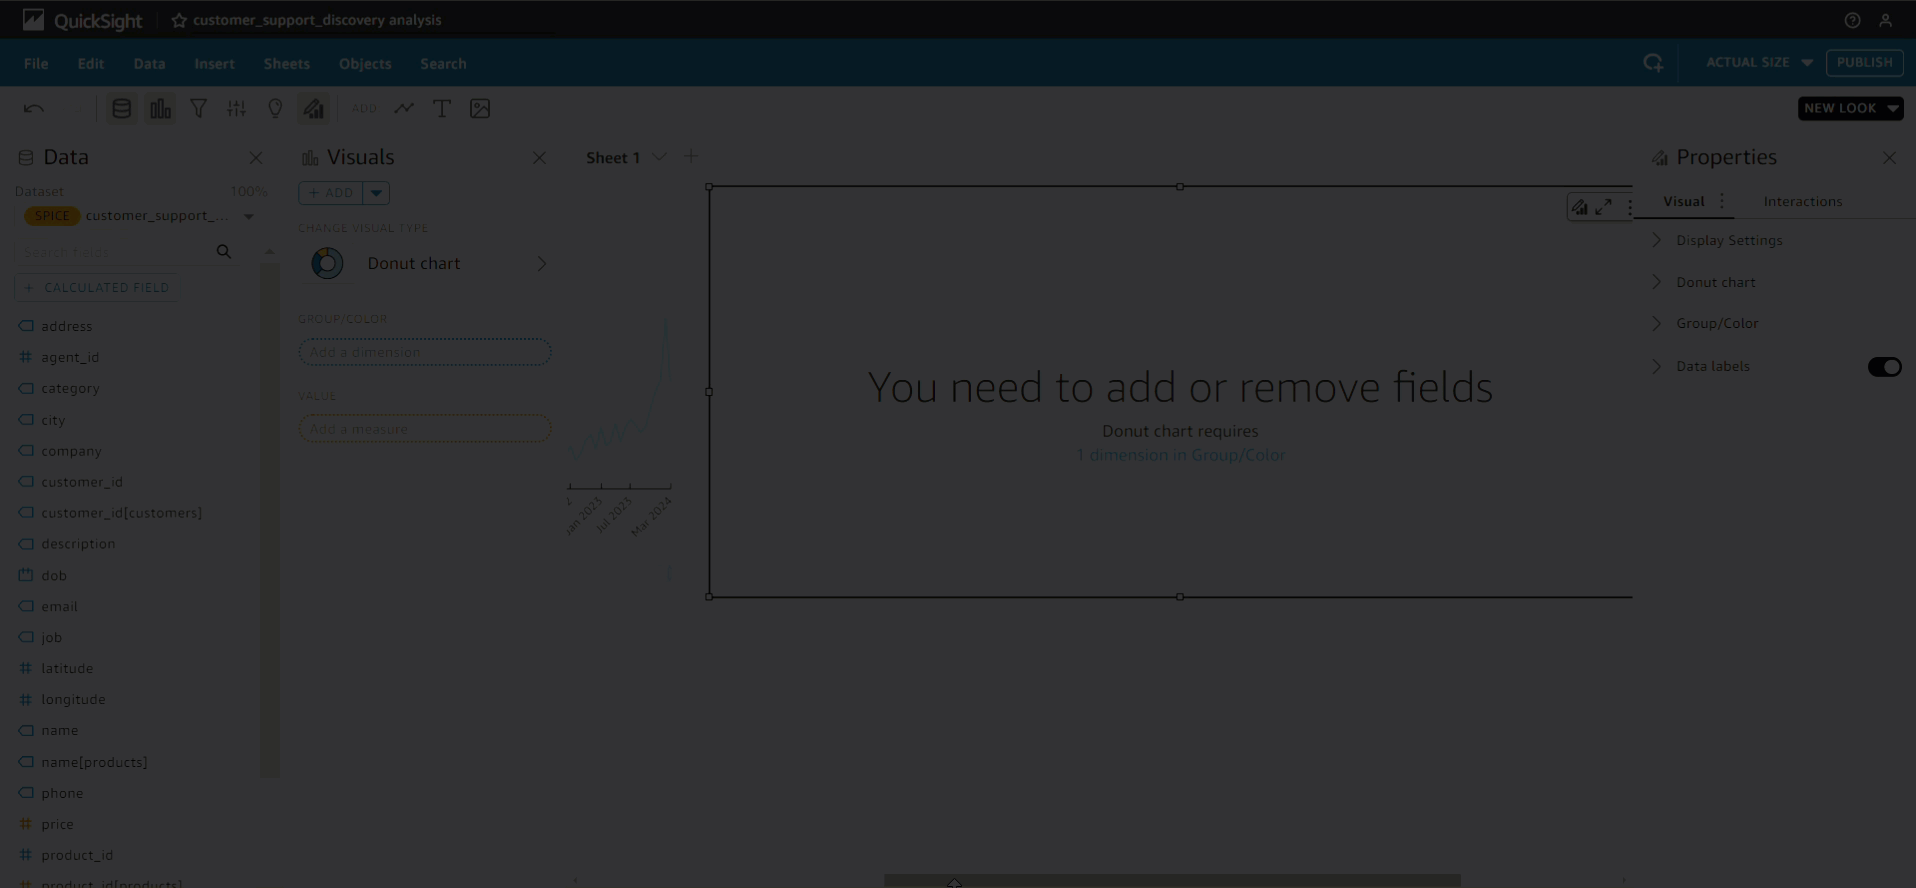 QuickSight
customer_support_discovery analysis
File Edit Data Insert Sheets Objects Search
ACTUAL SIZE
PUBLISH
ADD
NEW LOOK
Data
Dataset
100%
SPICE customer_support_...
Search fields
+ CALCULATED FIELD
address
agent_id
category
city
company
customer_id
customer_id[customers]
description
dob
email
job
latitude
longitude
name
name[products]
phone
price
product_id
product_id[products]
Visuals
+ ADD
CHANGE VISUAL TYPE
Donut chart
GROUP/COLOR
Add a dimension
VALUE
Add a measure
Sheet 1
Jan 2023
Jul 2023
Mar 2024
You need to add or remove fields
Donut chart requires
1 dimension in Group/Color
Properties
Visual
Interactions
Display Settings
Donut chart
Group/Color
Data labels